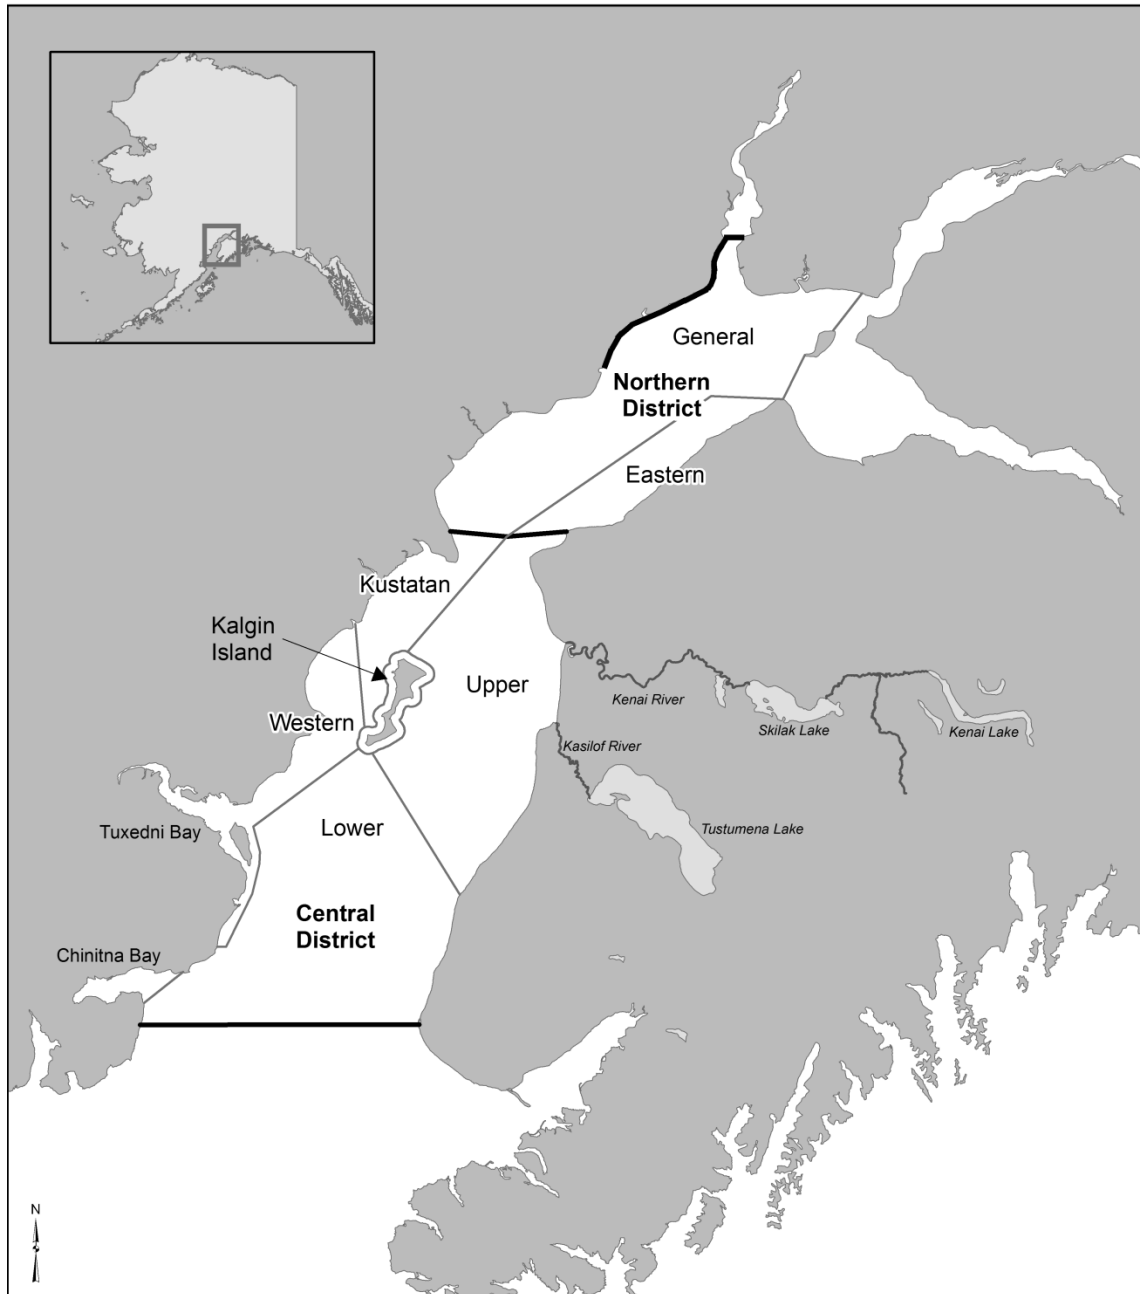 General
Northern
District
Eastern
Kustatan
Kalgin
Island
Upper
Kenai River
Skilak Lake
Kenai Lake
Western
Kasilof River
Tuxedni Bay
Lower
Tustumena Lake
Central
District
Chinitna Bay
N